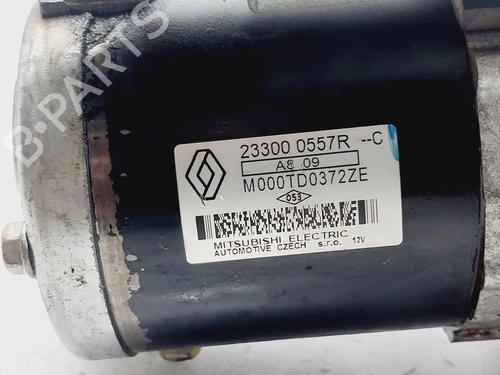 B-PARTS
23300 0557R --C
A8 09
M000TD0372ZE
053
MITSUBISHI ELECTRIC
AUTOMOTIVE CZECH s.r.o. 12V